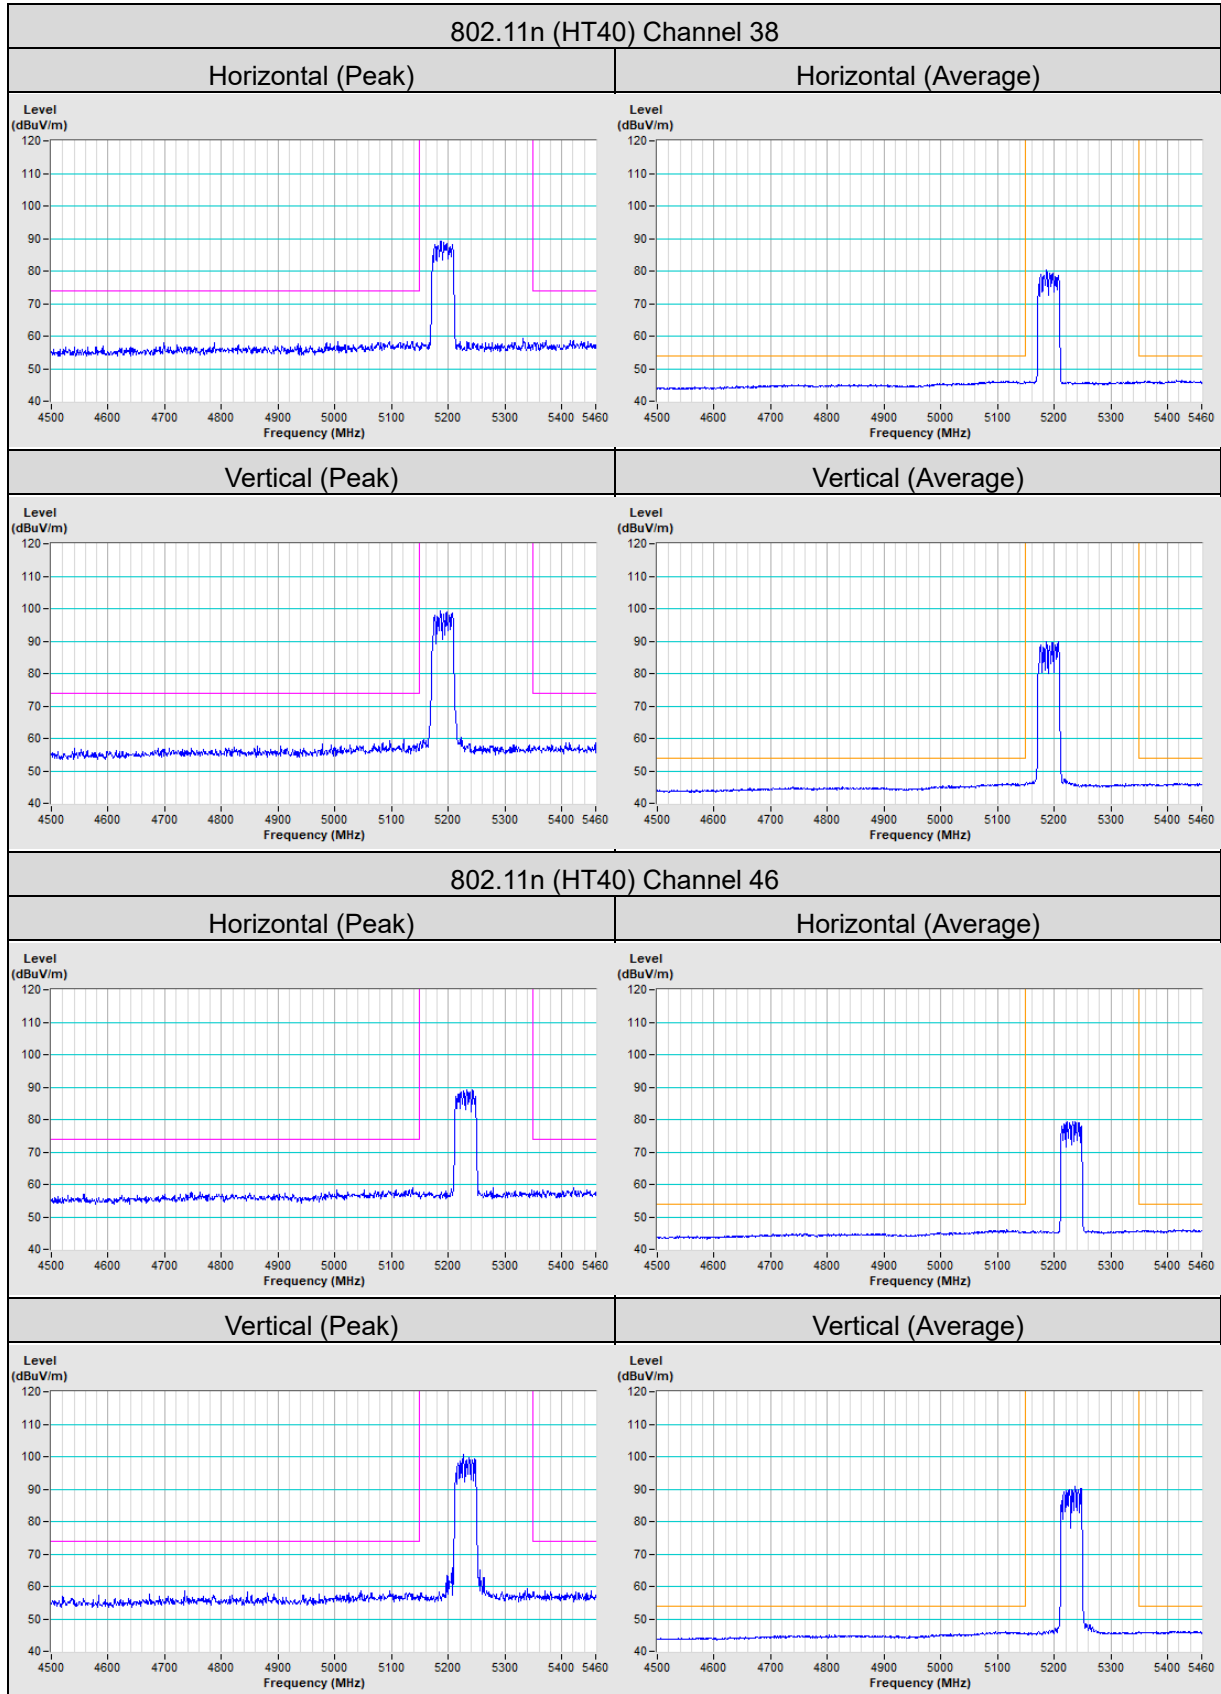 802.11n (HT40) Channel 38
Horizontal (Peak) Horizontal (Average)
Level Level
(dBuV/m) (dBuV/m)
120 120
110 110
100 100
90 90
80 80
70 70
60 60
50 50
40 40
4500 4600 4700 4800 4900 5000 5100 5200 5300 5400 5460 4500 4600 4700 4800 4900 5000 5100 5200 5300 5400 5460
Frequency (MHz) Frequency (MHz)
Vertical (Peak) Vertical (Average)
Level Level
(dBuV/m) (dBuV/m)
120 120
110 110
100 100
90 90
80 80
70 70
60 60
50 50
40 40
4500 4600 4700 4800 4900 5000 5100 5200 5300 5400 5460 4500 4600 4700 4800 4900 5000 5100 5200 5300 5400 5460
Frequency (MHz) Frequency (MHz)
802.11n (HT40) Channel 46
Horizontal (Peak) Horizontal (Average)
Level Level
(dBuV/m) (dBuV/m)
120 120
110 110
100 100
90 90
80 80
70 70
60 60
50 50
40 40
4500 4600 4700 4800 4900 5000 5100 5200 5300 5400 5460 4500 4600 4700 4800 4900 5000 5100 5200 5300 5400 5460
Frequency (MHz) Frequency (MHz)
Vertical (Peak) Vertical (Average)
Level Level
(dBuV/m) (dBuV/m)
120 120
110 110
100 100
90 90
80 80
70 70
60 60
50 50
40 40
4500 4600 4700 4800 4900 5000 5100 5200 5300 5400 5460 4500 4600 4700 4800 4900 5000 5100 5200 5300 5400 5460
Frequency (MHz) Frequency (MHz)